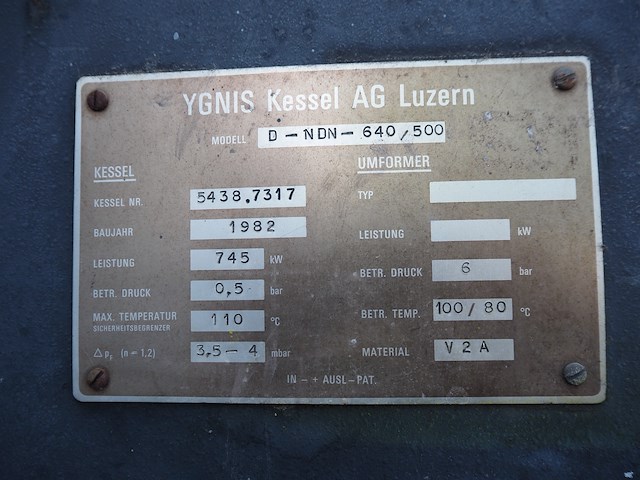 YGNIS Kessel AG Luzern
MODELL D-NDN-640/500
KESSEL
KESSEL NR. 5438.7317
BAUJAHR 1982
LEISTUNG 745 kW
BETR. DRUCK 0,5 bar
MAX. TEMPERATUR 110 °C
SICHERHEITSBEGRENZER
△ pf (n = 1.2) 3,5-4 mbar
UMFORMER
TYP
LEISTUNG kW
BETR. DRUCK 6 bar
BETR. TEMP. 100/80 °C
MATERIAL V2A
IN - + AUSL-PAT.